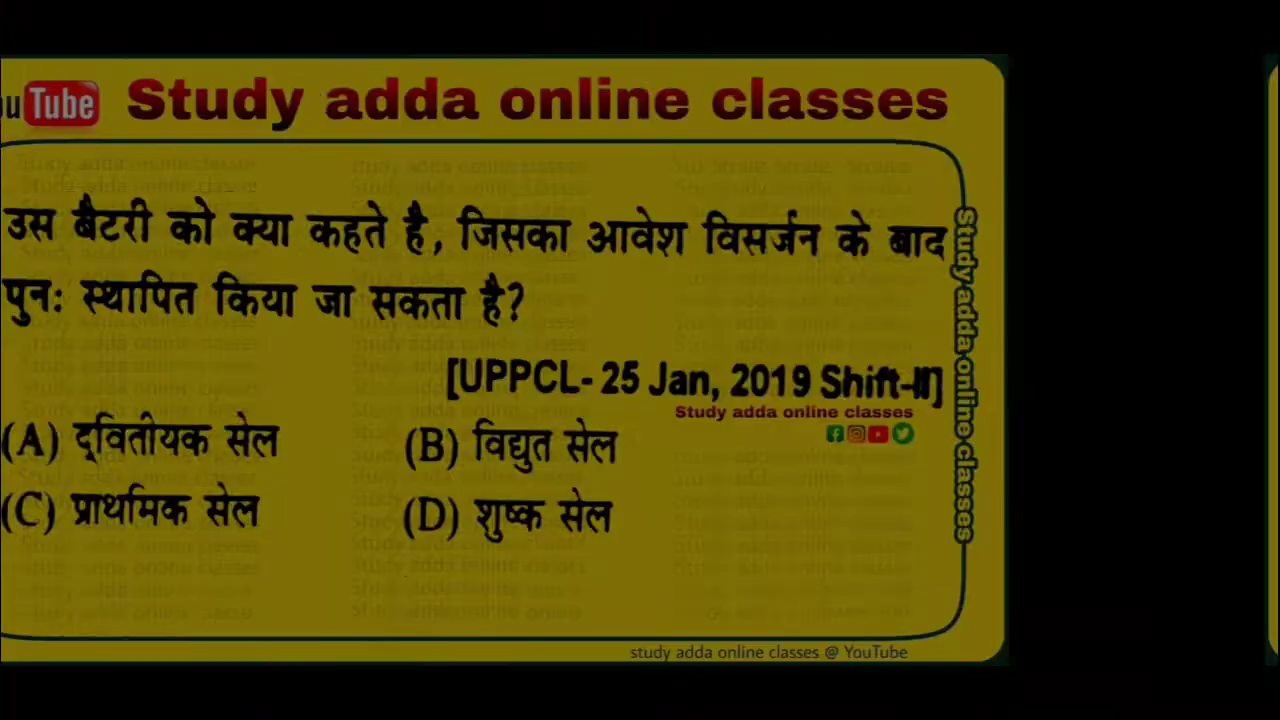 uTube Study adda online classes
उस बैटरी को क्या कहते है, जिसका आवेश विसर्जन के बाद
पुनः स्थापित किया जा सकता है?
[UPPCL- 25 Jan, 2019 Shift-II]
Study adda online classes
(A) द्वितीयक सेल (B) विद्युत सेल
(C) प्राथमिक सेल (D) शुष्क सेल
Study adda online classes
study adda online classes @ YouTube